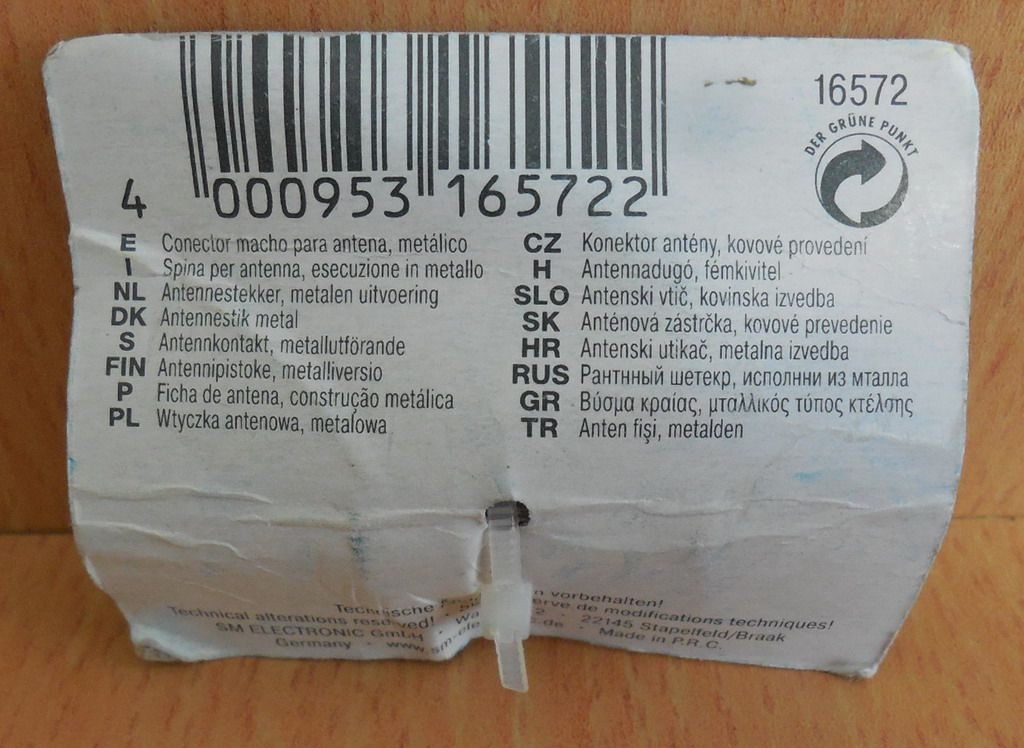 16572
DER GRÜNE PUNKT
4 000953 165722
E Conector macho para antena, metálico
I Spina per antenna, esecuzione in metallo
NL Antennestekker, metalen uitvoering
DK Antennestik metal
S Antennkontakt, metallutförande
FIN Antennipistoke, metalliversio
P Ficha de antena, construção metálica
PL Wtyczka antenowa, metalowa
CZ Konektor antény, kovové provedení
H Antennadugó, fémkivitel
SLO Antenski vtič, kovinska izvedba
SK Anténová zástrčka, kovové prevedenie
HR Antenski utikač, metalna izvedba
RUS Рантнный шетекр, исполнни из мталла
GR Βύσμα κραίας, μταλλικός τύπος κτέλσης
TR Anten fişi, metalden
Technische vorbehalten!
Technical alterations reserved! de modifications techniques!
SM ELECTRONIC GmbH · 22145 Stapelfeld/Braak
Germany · Made in P.R.C.